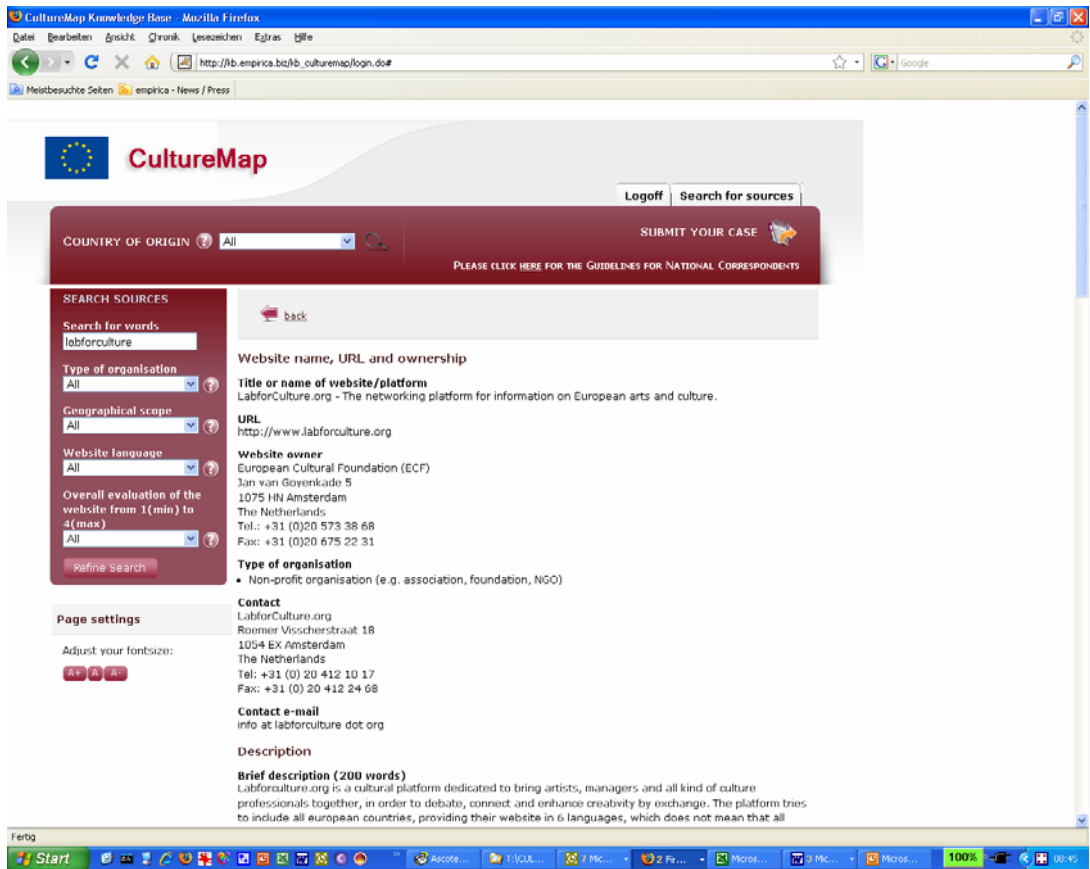 CultureMap Knowledge Base - Mozilla Firefox
Datei Bearbeiten Ansicht Chronik Lesezeichen Extras Hilfe
http://kb.empirica.biz/kb_culturemap/login.do#
Google
Meistbesuchte Seiten empirica - News / Press
CultureMap
Logoff Search for sources
COUNTRY OF ORIGIN ? All
SUBMIT YOUR CASE
PLEASE CLICK HERE FOR THE GUIDELINES FOR NATIONAL CORRESPONDENTS
SEARCH SOURCES
Search for words
labforculture
Type of organisation
All ?
Geographical scope
All ?
Website language
All ?
Overall evaluation of the
website from 1(min) to
4(max)
All ?
Refine Search
Page settings
Adjust your fontsize:
A+ A A-
back
Website name, URL and ownership
Title or name of website/platform
LabforCulture.org - The networking platform for information on European arts and culture.
URL
http://www.labforculture.org
Website owner
European Cultural Foundation (ECF)
Jan van Goyenkade 5
1075 HN Amsterdam
The Netherlands
Tel.: +31 (0)20 573 38 68
Fax: +31 (0)20 675 22 31
Type of organisation
• Non-profit organisation (e.g. association, foundation, NGO)
Contact
LabforCulture.org
Roemer Visscherstraat 18
1054 EX Amsterdam
The Netherlands
Tel: +31 (0) 20 412 10 17
Fax: +31 (0) 20 412 24 68
Contact e-mail
info at labforculture dot org
Description
Brief description (200 words)
Labforculture.org is a cultural platform dedicated to bring artists, managers and all kind of culture
professionals together, in order to debate, connect and enhance creativity by exchange. The platform tries
to include all european countries, providing their website in 6 languages, which does not mean that all
Fertig
Start » Ascote... T:\CUL... 7 Mic... 2 Fir... Micros... 3 Mic... Micros... 100% 00:45